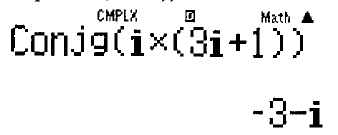 CMPLX D Math ▲
Conjg(i×(3i+1))
-3-i